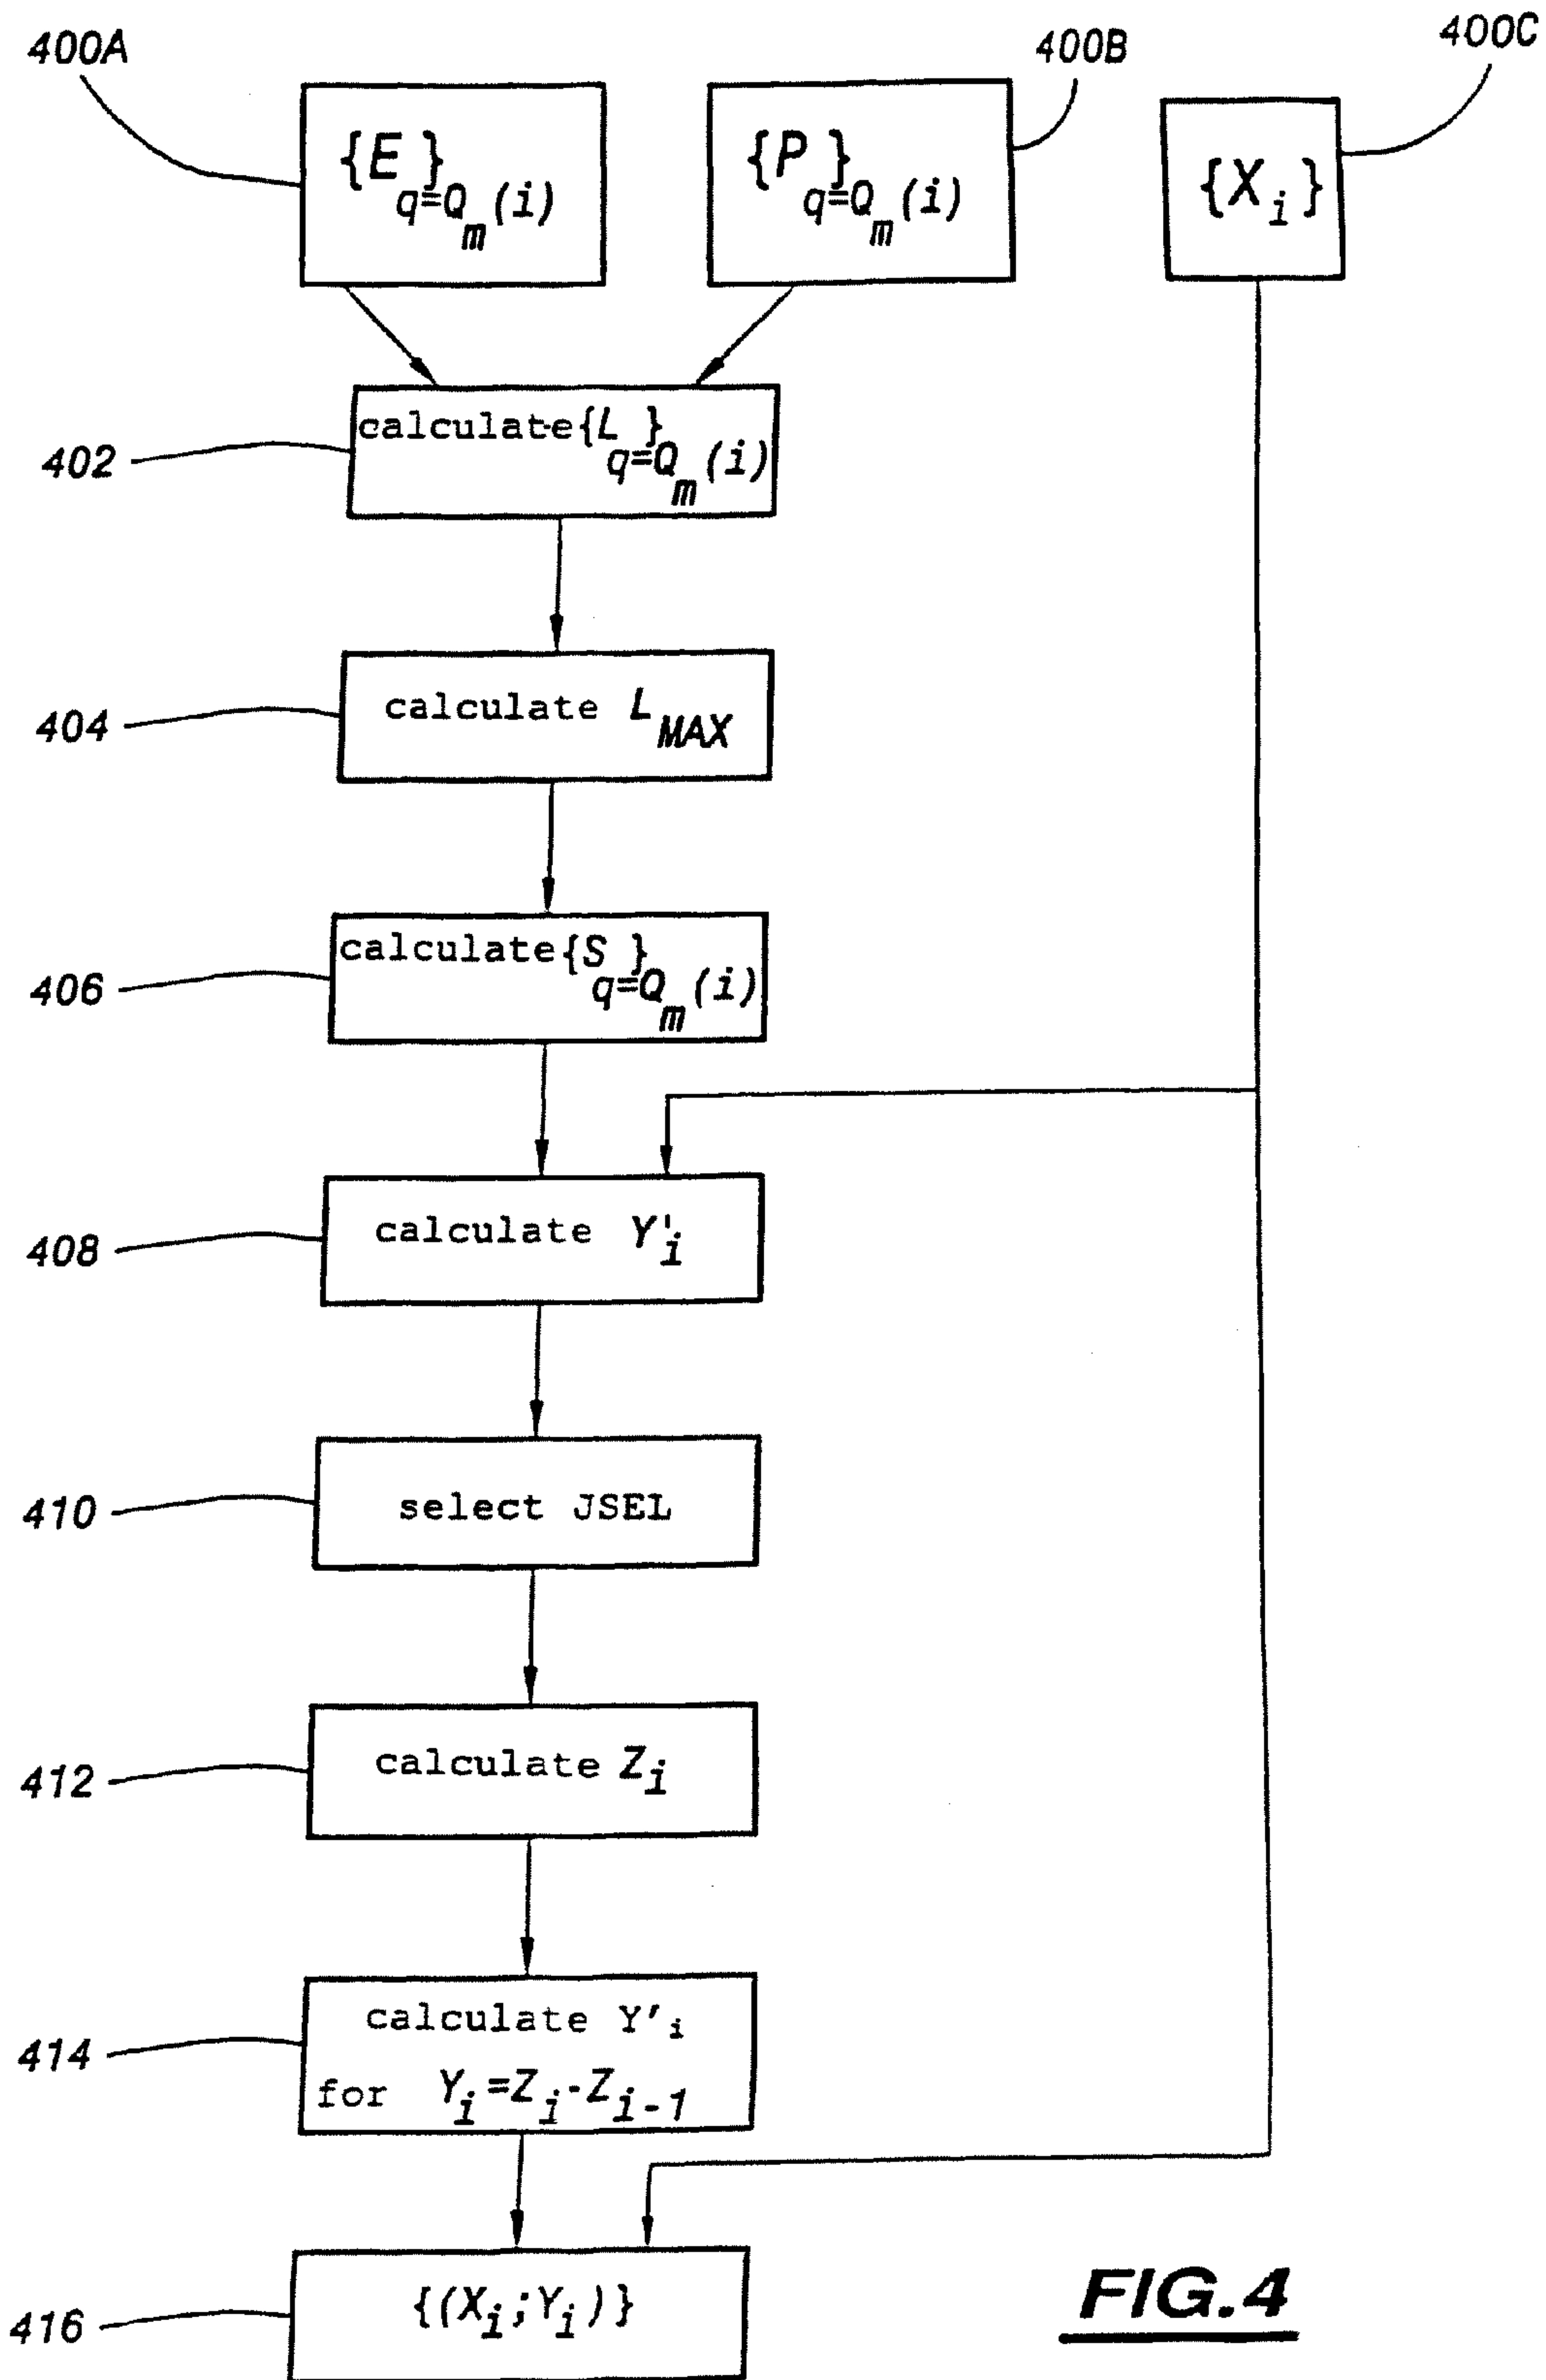 400A
400B
400C
{E }q=Qm(i)
{P }q=Qm(i)
{Xi}
402
calculate{L }q=Qm(i)
404
calculate LMAX
406
calculate{S }q=Qm(i)
408
calculate Y'i
410
select JSEL
412
calculate Zi
414
calculate Y'i
for Yi=Zi-Zi-1
416
{(Xi;Yi)}
FIG.4